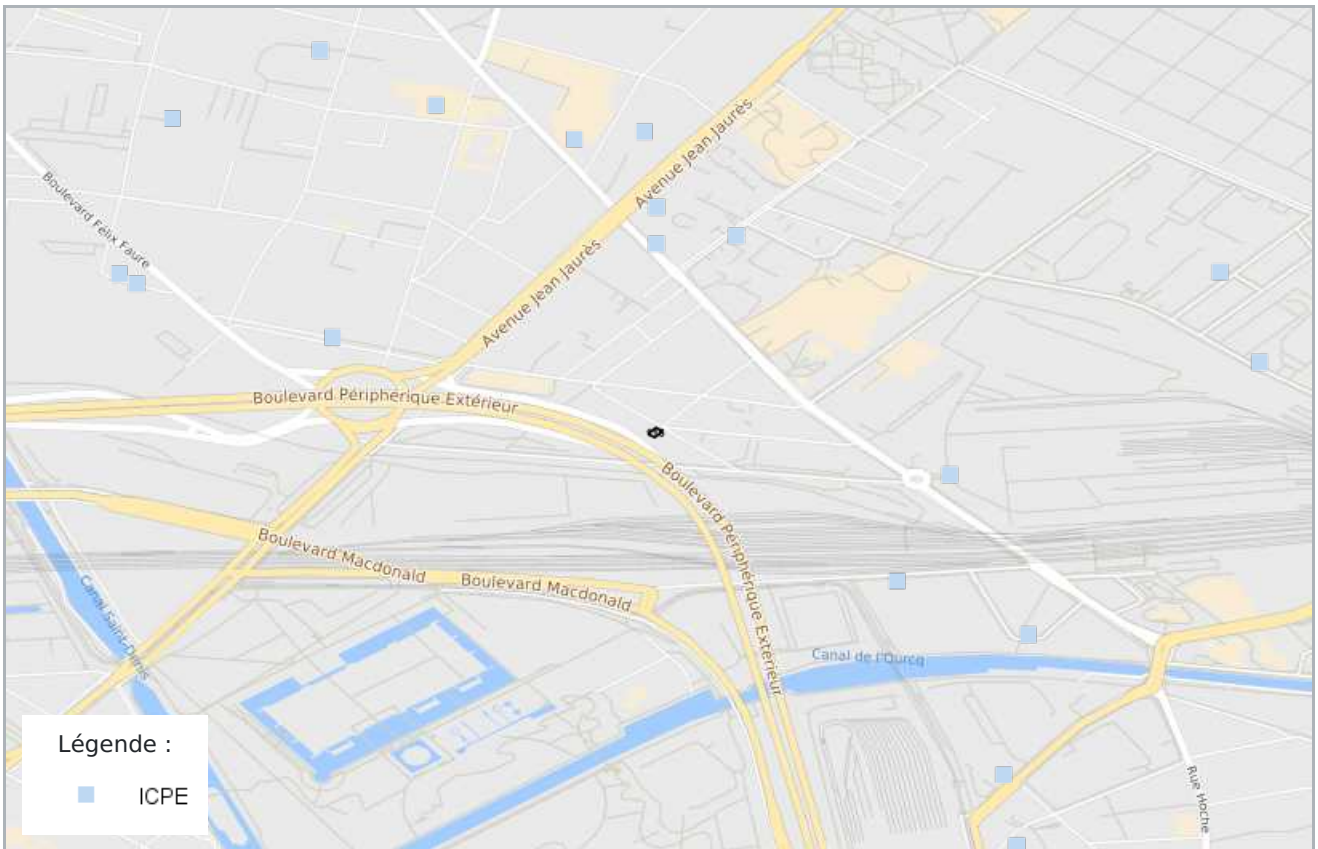 Avenue Jean Jaurès
Boulevard Félix Faure
Avenue Jean Jaurès
Boulevard Périphérique Extérieur
Boulevard Périphérique Extérieur
Boulevard Macdonald
Boulevard Macdonald
Canal Saint-Denis
Canal de l'Ourcq
Rue Hoche
Légende :
ICPE